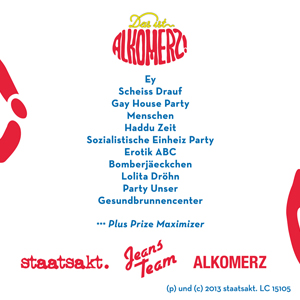 Das ist
ALKOMERZ!
Ey
Scheiss Drauf
Gay House Party
Menschen
Haddu Zeit
Sozialistische Einheiz Party
Erotik ABC
Bomberjäeckchen
Lolita Dröhn
Party Unser
Gesundbrunnencenter
... Plus Prize Maximizer
staatsakt.
Jeans Team
ALKOMERZ
(p) und (c) 2013 staatsakt. LC 15105